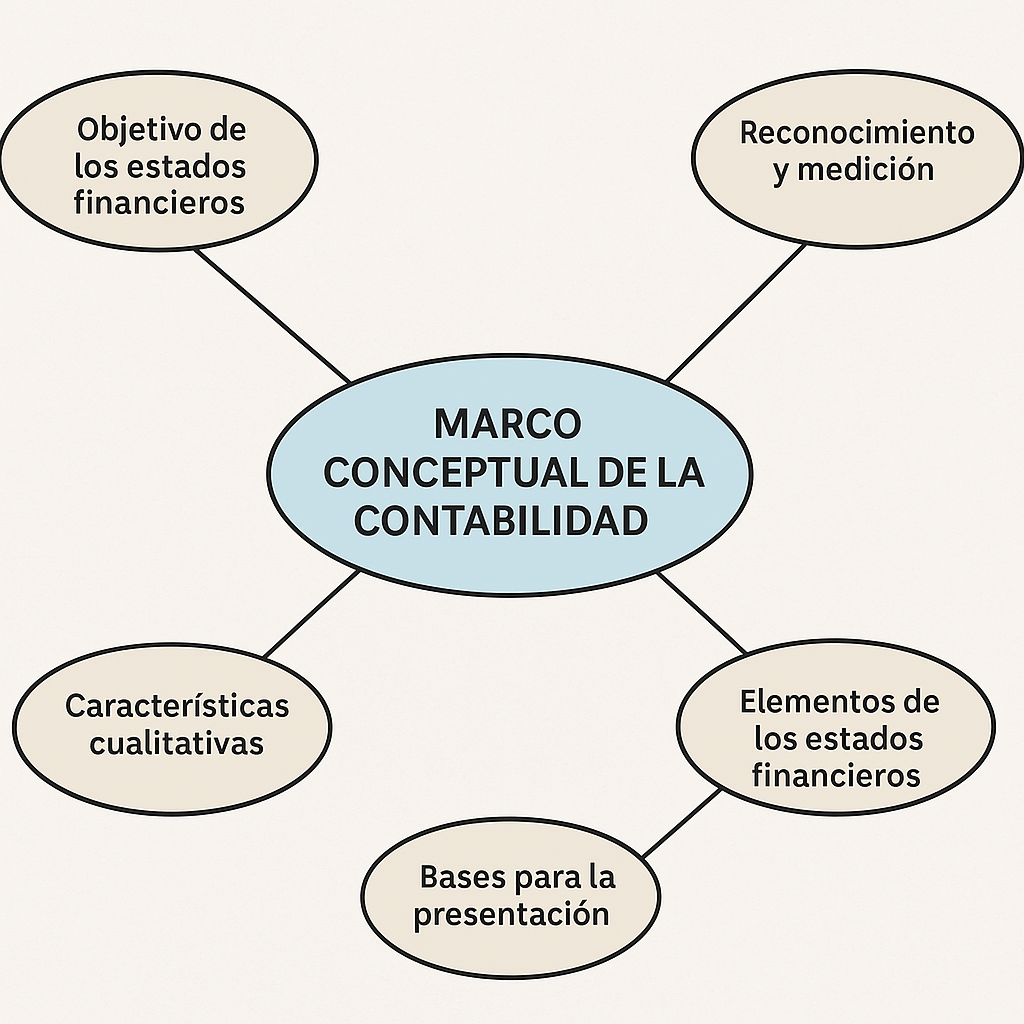 Objetivo de
los estados
financieros
Reconocimiento
y medición
MARCO
CONCEPTUAL DE LA
CONTABILIDAD
Características
cualitativas
Elementos de
los estados
financieros
Bases para la
presentación